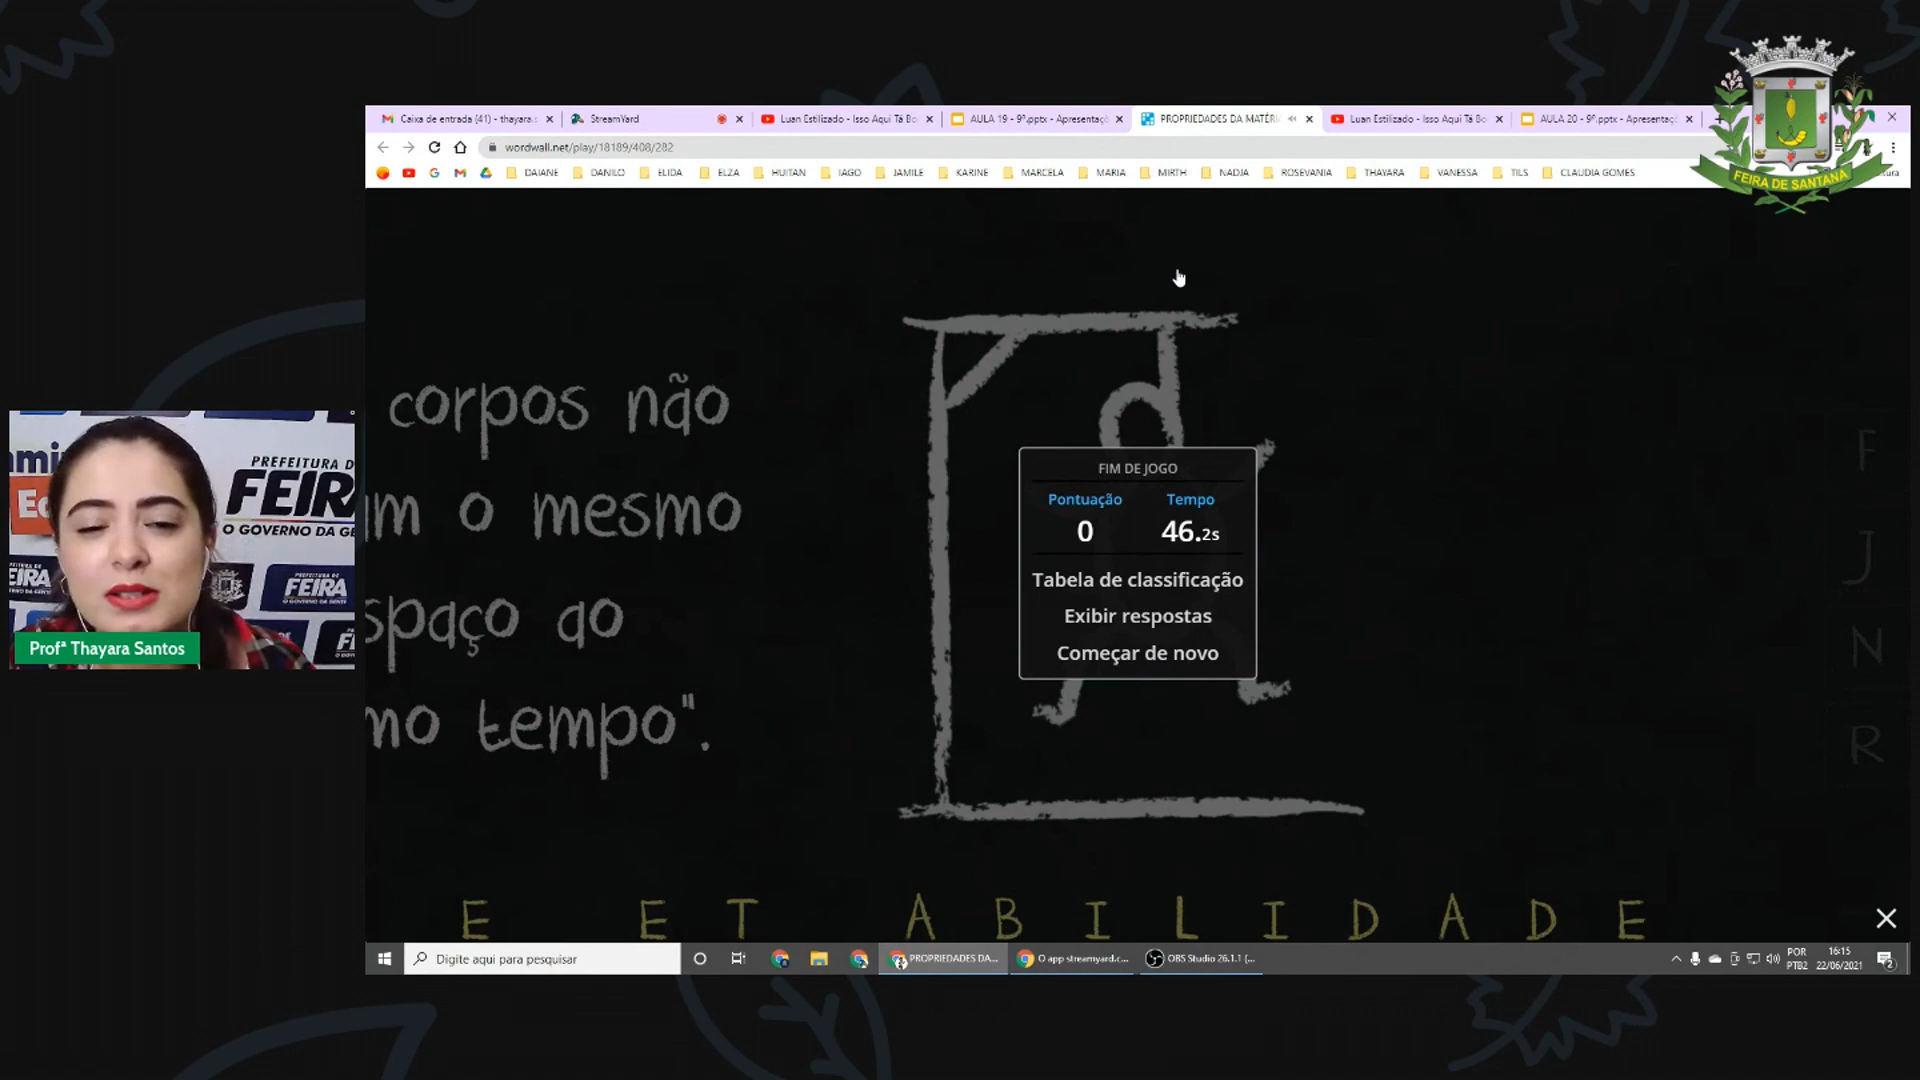 Caixa de entrada (41) - thayara.s
StreamYard
Luan Estilizado - Isso Aqui Tá Bo
AULA 19 - 9º.pptx - Apresentaç
PROPRIEDADES DA MATÉRI
Luan Estilizado - Isso Aqui Tá Bo
AULA 20 - 9º.pptx - Apresentaç
wordwall.net/play/18189/408/282
DAIANE
DANILO
ELIDA
ELZA
HUITAN
IAGO
JAMILE
KARINE
MARCELA
MARIA
MIRTH
NADJA
ROSEVANIA
THAYARA
VANESSA
TILS
CLAUDIA GOMES
FEIRA DE SANTANA
corpos não
m o mesmo
spaço ao
mo tempo".
FIM DE JOGO
Pontuação Tempo
0 46.2s
Tabela de classificação
Exibir respostas
Começar de novo
F
J
N
R
E E T A B I L I D A D E
PREFEITURA D
FEIR
O GOVERNO DA GE
FEIRA
Profª Thayara Santos
Digite aqui para pesquisar
PROPRIEDADES DA...
O app streamyard.c...
OBS Studio 26.1.1 (...
POR
PTB2
16:15
22/06/2021
2